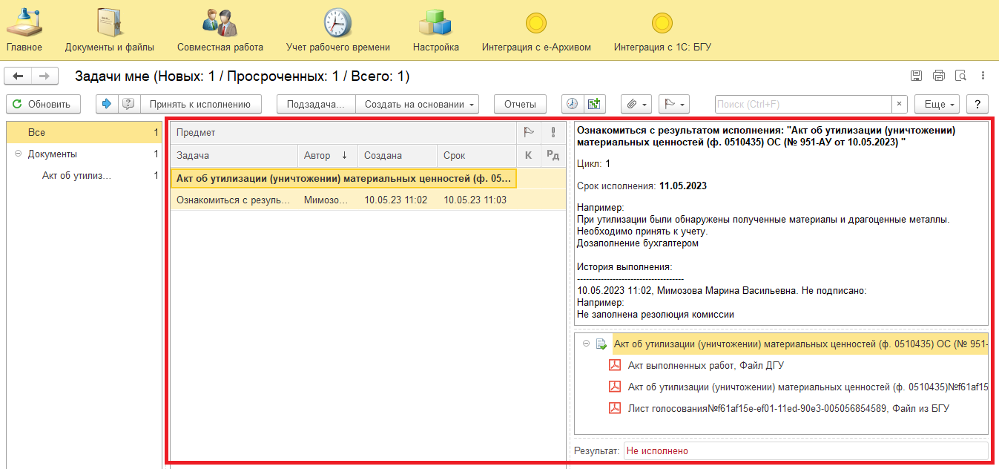 Главное
Документы и файлы
Совместная работа
Учет рабочего времени
Настройка
Интеграция с е-Архивом
Интеграция с 1С: БГУ
Задачи мне (Новых: 1 / Просроченных: 1 / Всего: 1)
Обновить
Принять к исполнению
Подзадача...
Создать на основании
Отчеты
Поиск (Ctrl+F)
×
Еще
?
Все 1
Документы 1
Акт об утилиз... 1
Предмет
Задача Автор ↓ Создана Срок К Рд
Акт об утилизации (уничтожении) материальных ценностей (ф. 05...
Ознакомиться с резуль... Мимозо... 10.05.23 11:02 10.05.23 11:03
Ознакомиться с результатом исполнения: "Акт об утилизации (уничтожении)
материальных ценностей (ф. 0510435) ОС (№ 951-АУ от 10.05.2023) "
Цикл: 1
Срок исполнения: 11.05.2023
Например:
При утилизации были обнаружены полученные материалы и драгоценные металлы.
Необходимо принять к учету.
Дозаполнение бухгалтером
История выполнения:
------------------------------------
10.05.2023 11:02, Мимозова Марина Васильевна. Не подписано:
Например:
Не заполнена резолюция комиссии
Акт об утилизации (уничтожении) материальных ценностей (ф. 0510435) ОС (№ 951-
Акт выполненных работ, Файл ДГУ
Акт об утилизации (уничтожении) материальных ценностей (ф. 0510435)№f61af15
Лист голосования№f61af15e-ef01-11ed-90e3-005056854589, Файл из БГУ
Результат: Не исполнено